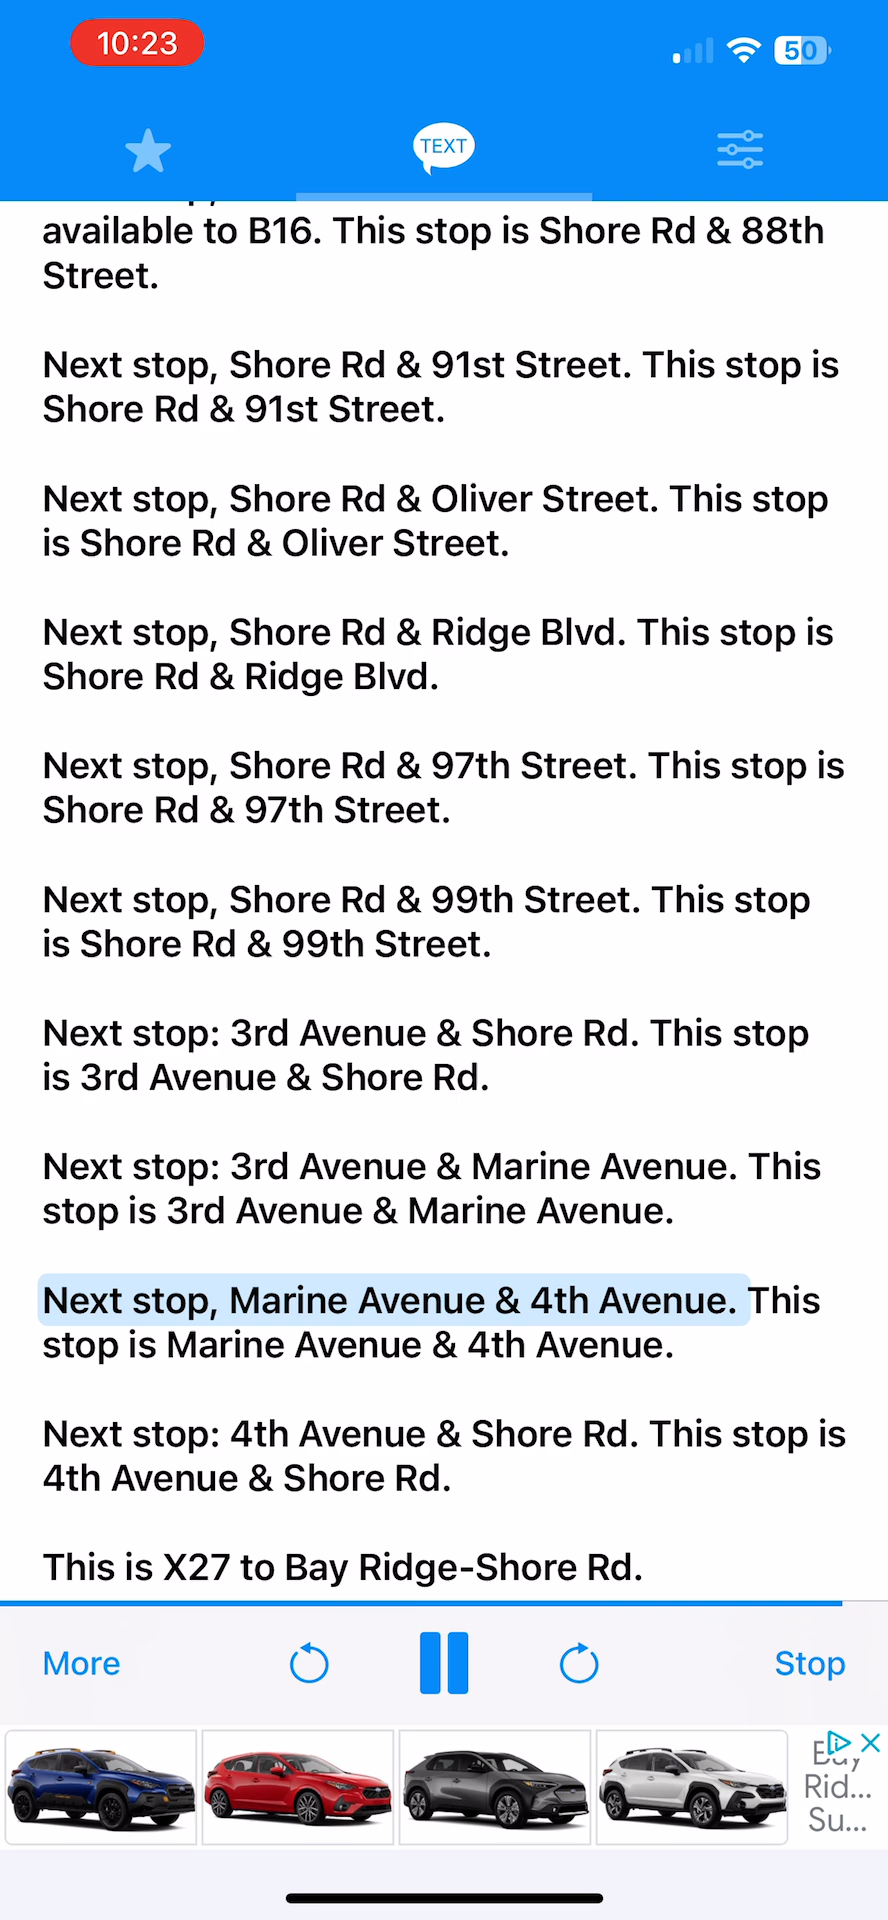 10:23
50
TEXT
available to B16. This stop is Shore Rd & 88th
Street.
Next stop, Shore Rd & 91st Street. This stop is
Shore Rd & 91st Street.
Next stop, Shore Rd & Oliver Street. This stop
is Shore Rd & Oliver Street.
Next stop, Shore Rd & Ridge Blvd. This stop is
Shore Rd & Ridge Blvd.
Next stop, Shore Rd & 97th Street. This stop is
Shore Rd & 97th Street.
Next stop, Shore Rd & 99th Street. This stop
is Shore Rd & 99th Street.
Next stop: 3rd Avenue & Shore Rd. This stop
is 3rd Avenue & Shore Rd.
Next stop: 3rd Avenue & Marine Avenue. This
stop is 3rd Avenue & Marine Avenue.
Next stop, Marine Avenue & 4th Avenue. This
stop is Marine Avenue & 4th Avenue.
Next stop: 4th Avenue & Shore Rd. This stop is
4th Avenue & Shore Rd.
This is X27 to Bay Ridge-Shore Rd.
More
Stop
Rid...
Su...